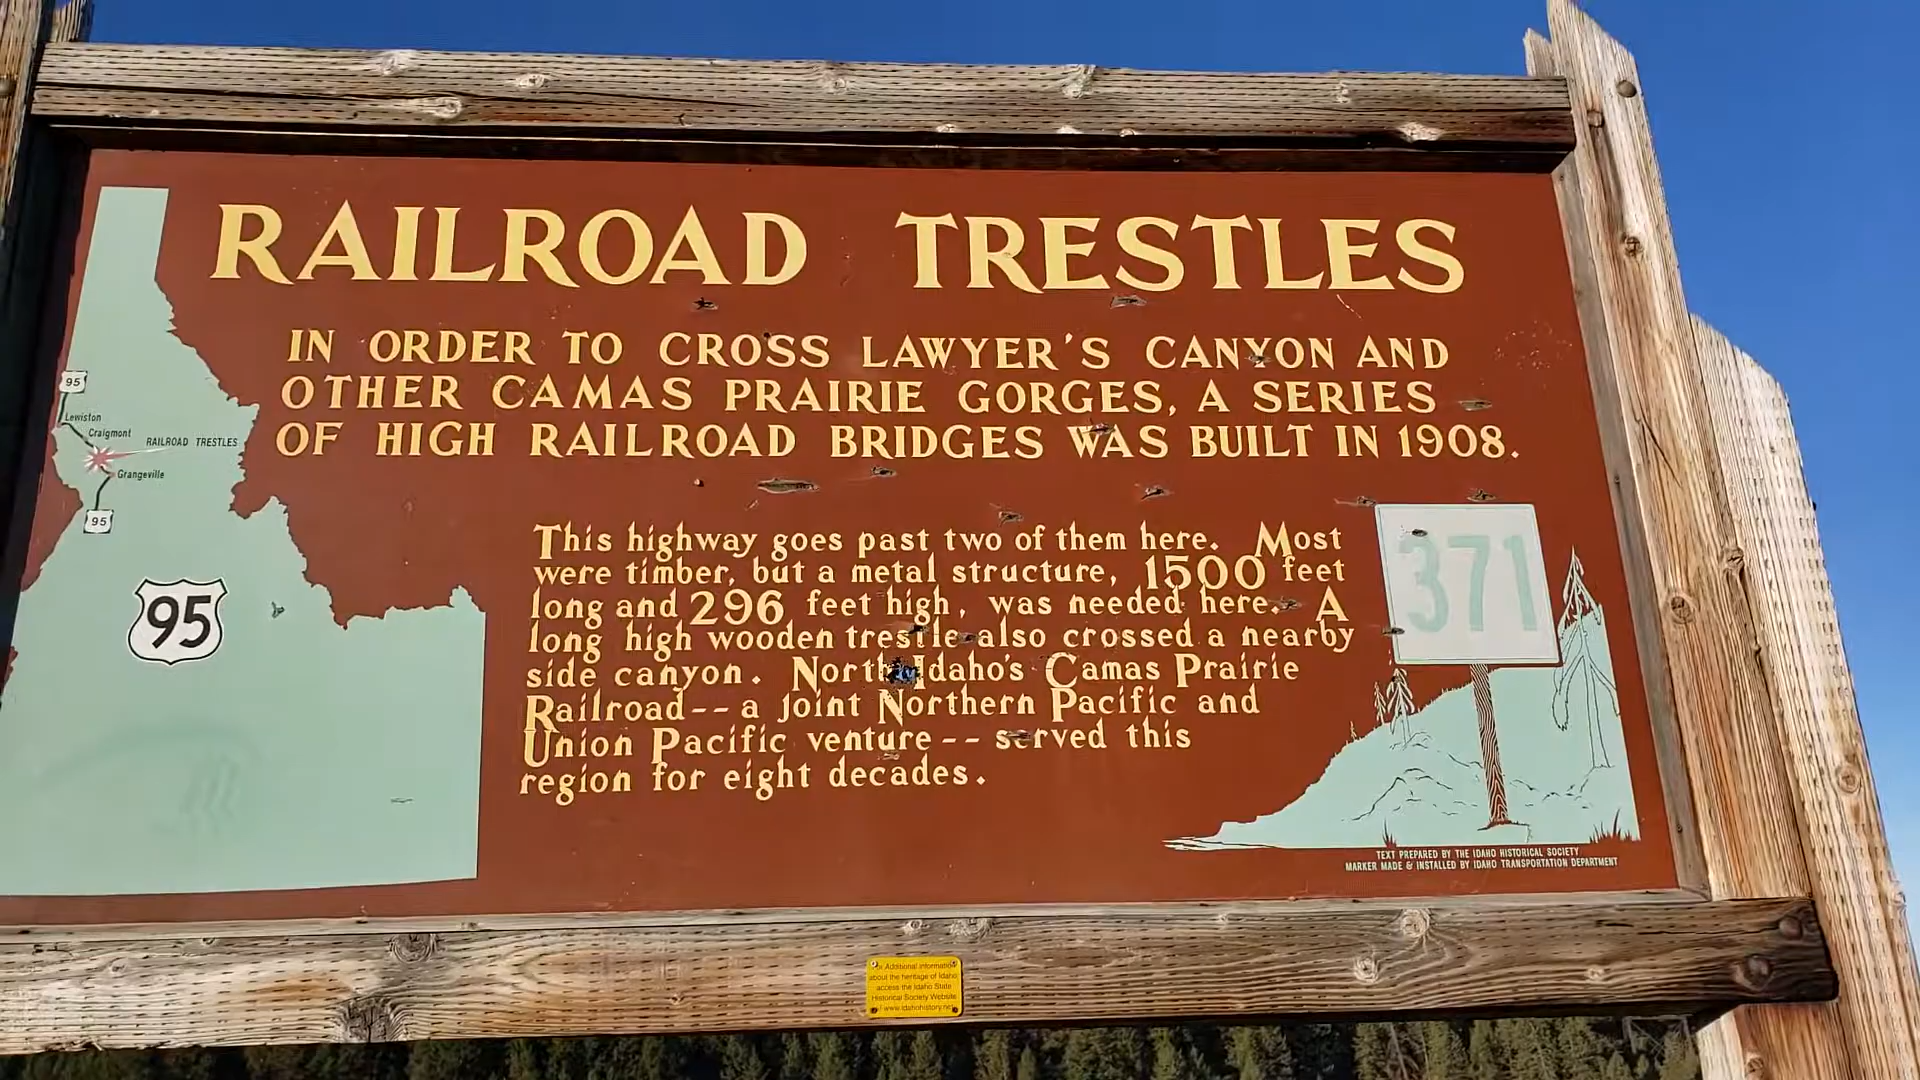 RAILROAD TRESTLES
IN ORDER TO CROSS LAWYER'S CANYON AND
OTHER CAMAS PRAIRIE GORGES, A SERIES
OF HIGH RAILROAD BRIDGES WAS BUILT IN 1908.
This highway goes past two of them here. Most
were timber, but a metal structure, 1500 feet
long and 296 feet high, was needed here. A
long high wooden trestle also crossed a nearby
side canyon. North Idaho's Camas Prairie
Railroad-- a joint Northern Pacific and
Union Pacific venture -- served this
region for eight decades.
95
Lewiston
Craigmont
RAILROAD TRESTLES
Grangeville
95
95
371
TEXT PREPARED BY THE IDAHO HISTORICAL SOCIETY
MARKER MADE & INSTALLED BY IDAHO TRANSPORTATION DEPARTMENT
Additional information
about the heritage of Idaho
access the Idaho State
Historical Society Website
www.idahohistory.net